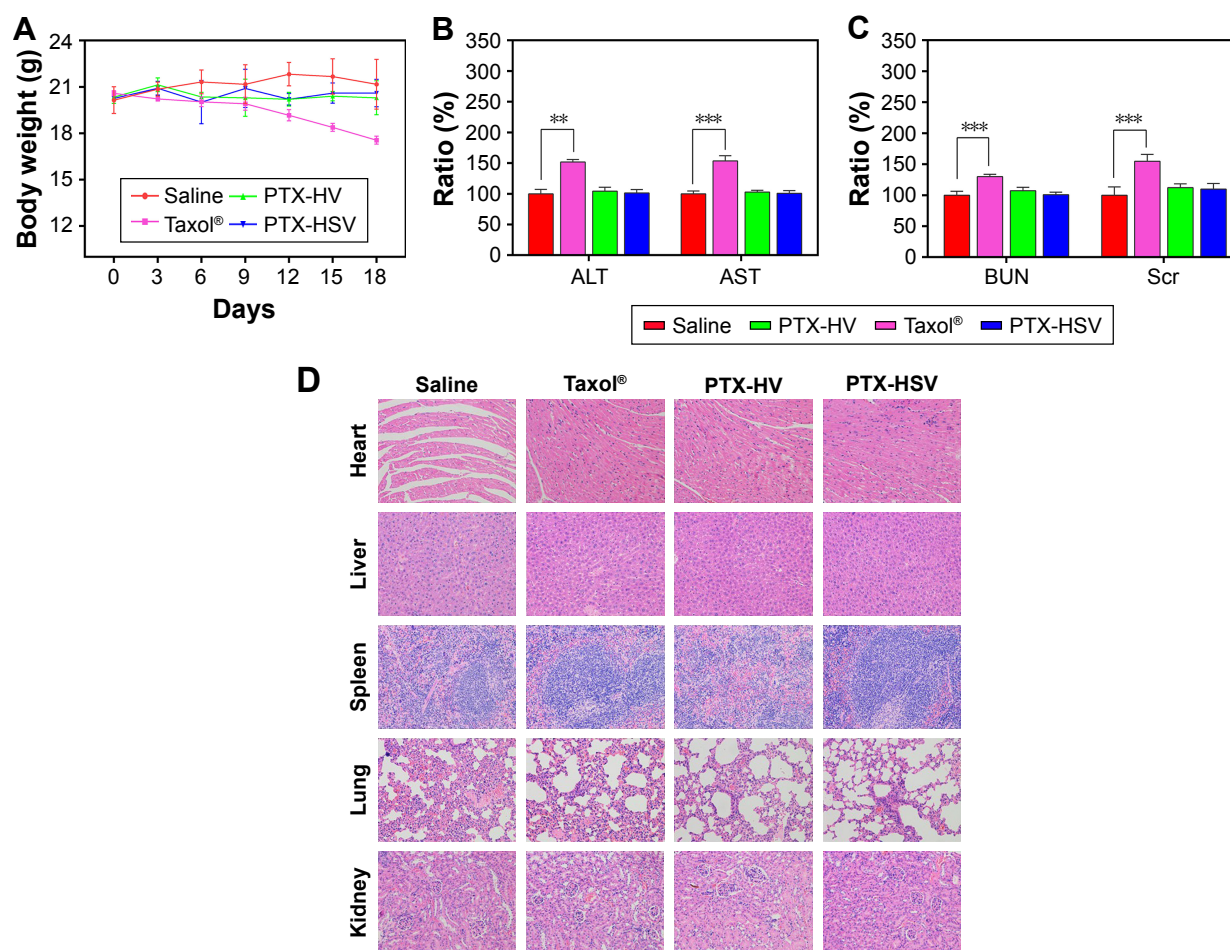 A
24
21
18
15
12
Body weight (g)
Saline
PTX-HV
Taxol®
PTX-HSV
0 3 6 9 12 15 18
Days
B
350
300
250
200
150
100
50
0
Ratio (%)
** ***
ALT AST
C
350
300
250
200
150
100
50
0
Ratio (%)
*** ***
BUN Scr
Saline PTX-HV Taxol® PTX-HSV
D
Saline Taxol® PTX-HV PTX-HSV
Heart
Liver
Spleen
Lung
Kidney